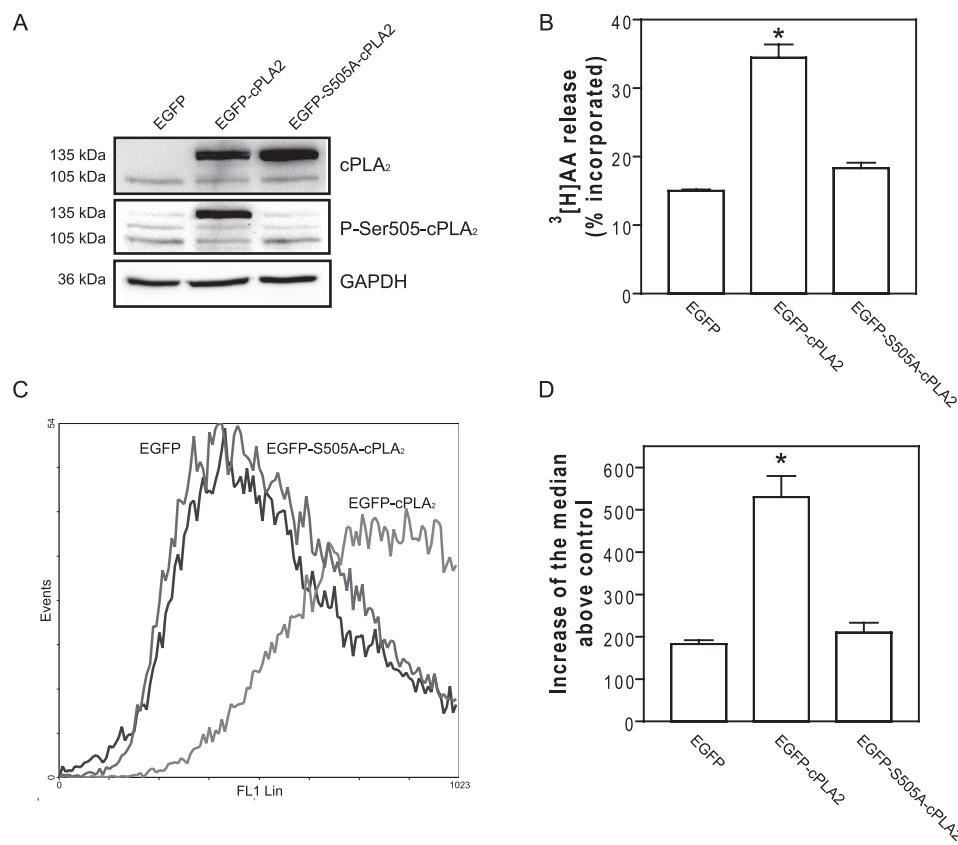 A
EGFP
EGFP-cPLA2
EGFP-S505A-cPLA2
135 kDa
105 kDa
cPLA₂
135 kDa
105 kDa
P-Ser505-cPLA₂
36 kDa
GAPDH
B
³[H]AA release
(% incorporated)
40
30
20
10
0
*
EGFP
EGFP-cPLA2
EGFP-S505A-cPLA2
C
54
Events
0
EGFP
EGFP-S505A-cPLA₂
EGFP-cPLA₂
0
FL1 Lin
1023
D
Increase of the median
above control
600
500
400
300
200
100
0
*
EGFP
EGFP-cPLA2
EGFP-S505A-cPLA2